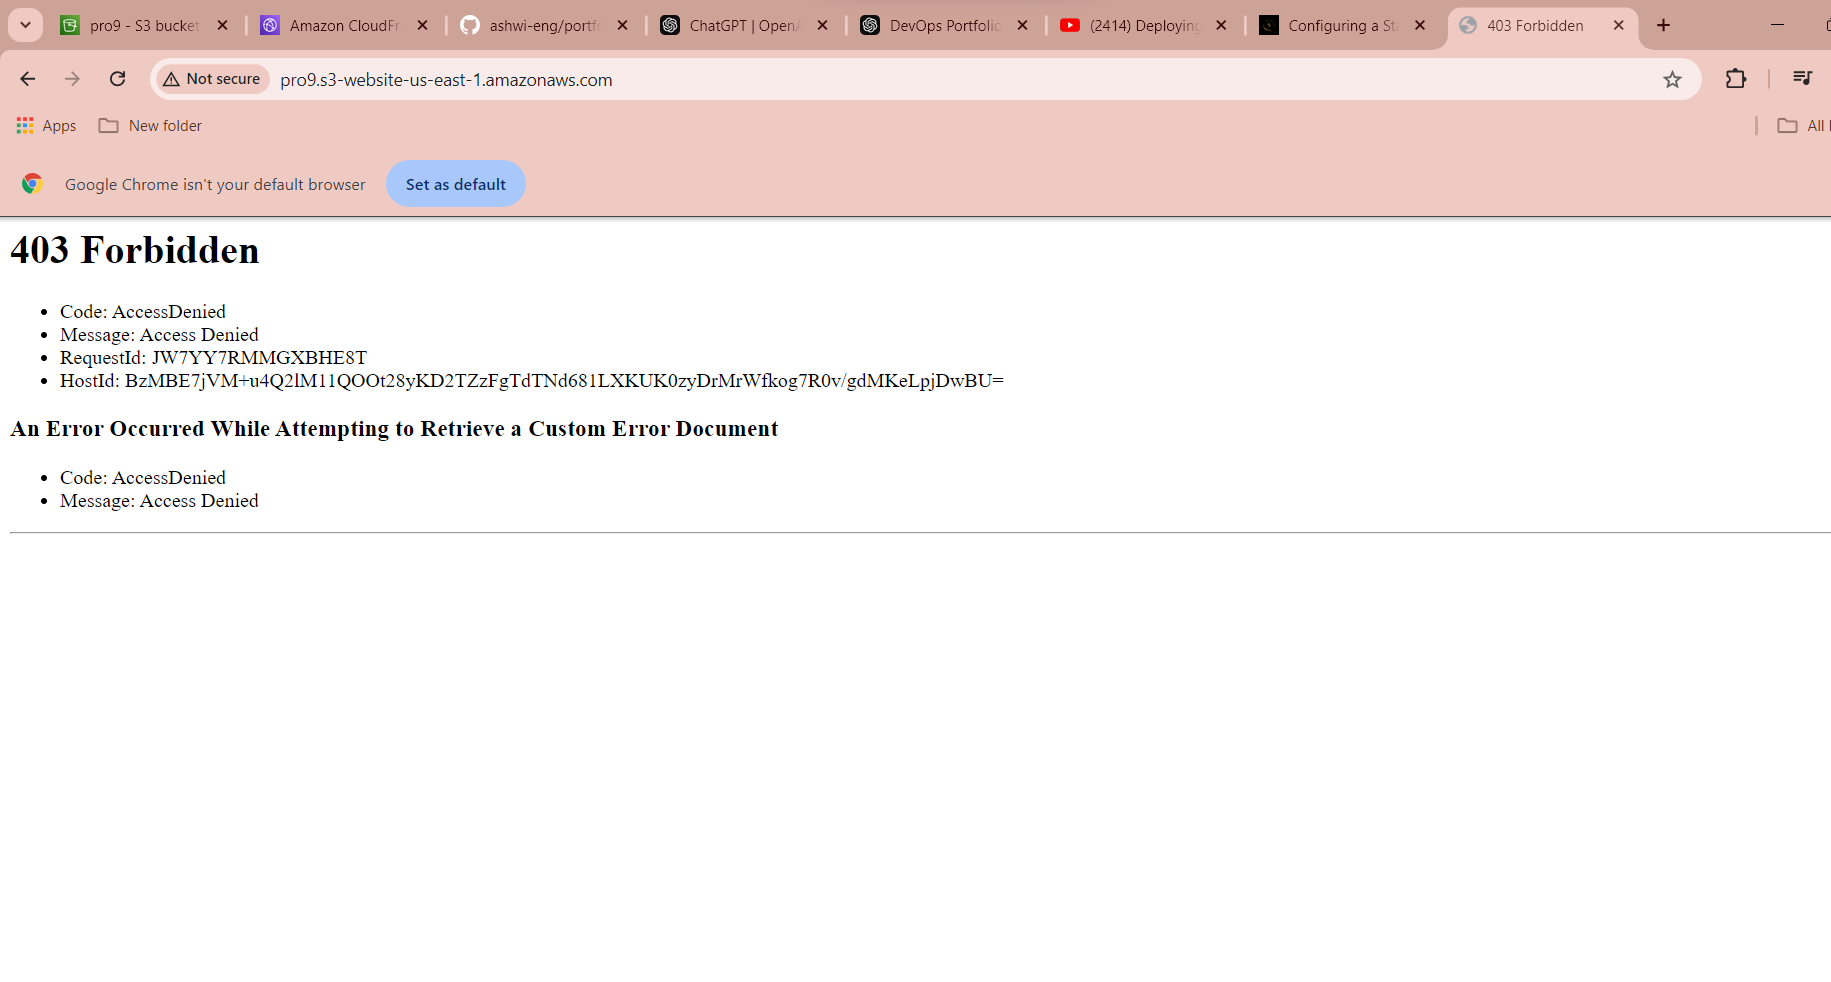 pro9 - S3 bucket
Amazon CloudFr
ashwi-eng/portfo
ChatGPT | OpenA
DevOps Portfolio
(2414) Deploying
Configuring a Sta
403 Forbidden
Not secure
pro9.s3-website-us-east-1.amazonaws.com
Apps
New folder
All
Google Chrome isn't your default browser
Set as default
403 Forbidden
• Code: AccessDenied
• Message: Access Denied
• RequestId: JW7YY7RMMGXBHE8T
• HostId: BzMBE7jVM+u4Q2lM11QOOt28yKD2TZzFgTdTNd681LXKUK0zyDrMrWfkog7R0v/gdMKeLpjDwBU=
An Error Occurred While Attempting to Retrieve a Custom Error Document
• Code: AccessDenied
• Message: Access Denied